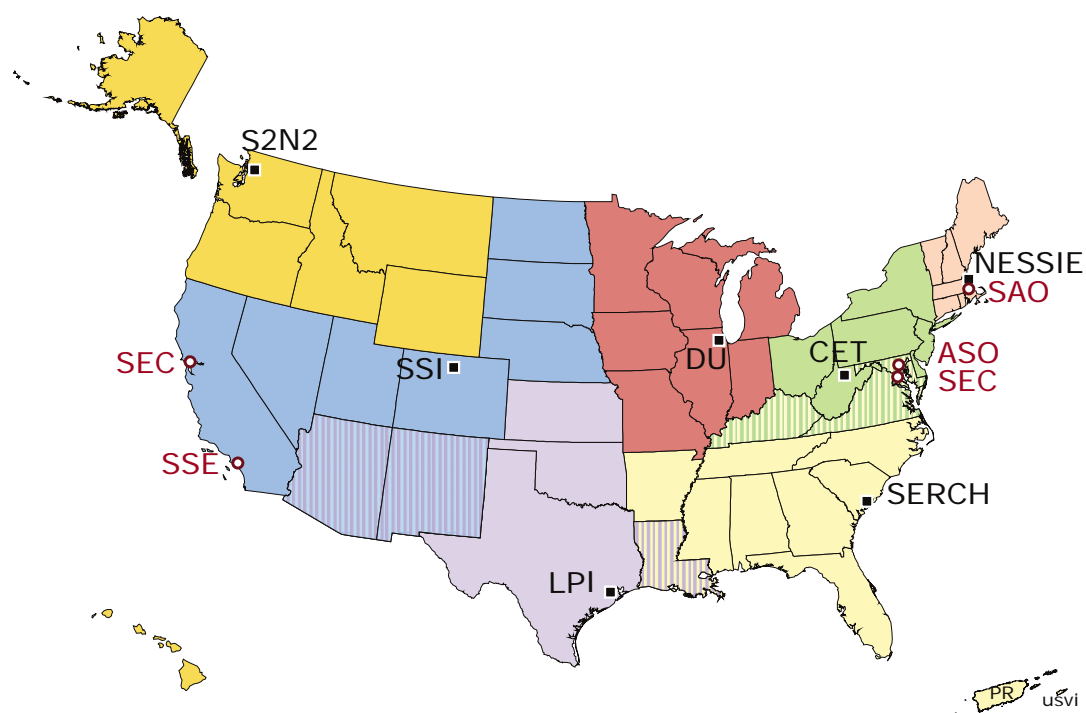 S2N2
NESSIE
SAO
SEC
SSI
DU
CET
ASO
SEC
SSE
SERCH
LPI
PR
usvi